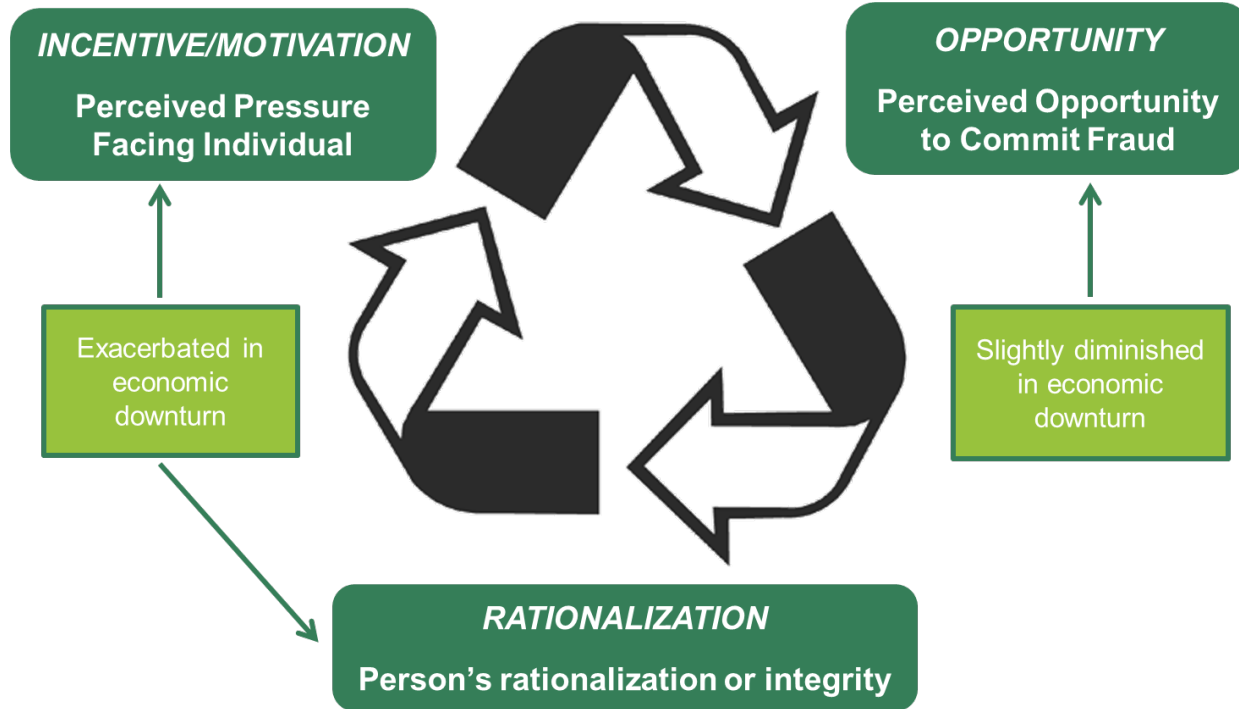 INCENTIVE/MOTIVATION
Perceived Pressure
Facing Individual
OPPORTUNITY
Perceived Opportunity
to Commit Fraud
Exacerbated in
economic
downturn
Slightly diminished
in economic
downturn
RATIONALIZATION
Person’s rationalization or integrity